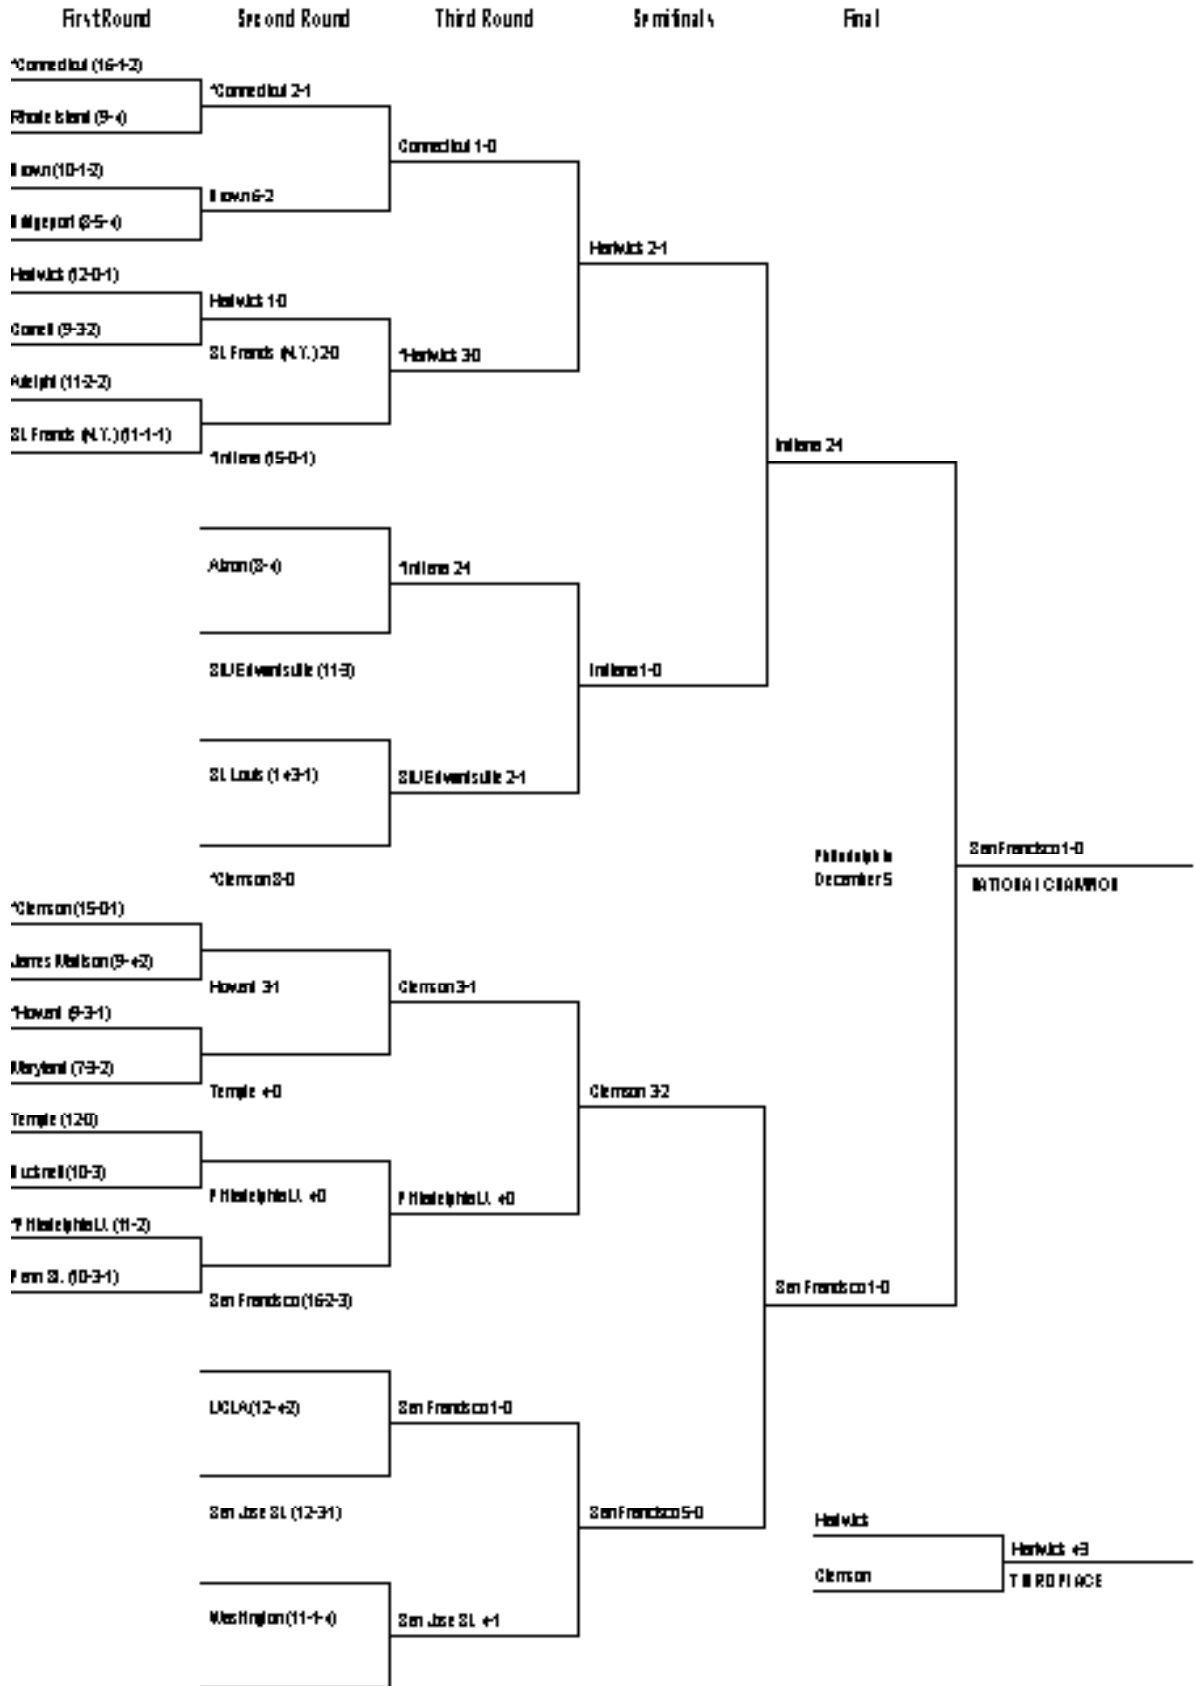 First Round
Second Round
Third Round
Semifinals
Final
*Connecticut (16-1-2)
Rhode Island (9-4)
Brown (10-1-2)
Bridgeport (8-5-4)
Hartwick (12-0-1)
Cornell (9-3-2)
Adelphi (11-2-2)
St. Francis (N.Y.) (11-1-1)
*Clemson (15-0-1)
James Madison (9-4-2)
*Howard (9-3-1)
Maryland (7-3-2)
Temple (12-0)
Bucknell (10-3)
*Philadelphia U. (11-2)
Penn St. (10-3-1)
*Connecticut 2-1
Brown 6-2
Hartwick 1-0
St. Francis (N.Y.) 2-0
*Indiana (15-0-1)
Akron (8-4)
SIU Edwardsville (11-3)
St. Louis (14-3-1)
*Clemson 8-0
Howard 3-1
Temple 4-0
Philadelphia U. 4-0
San Francisco (16-2-3)
UCLA (12-4-2)
San Jose St. (12-3-1)
Washington (11-1-4)
Connecticut 1-0
*Hartwick 3-0
*Indiana 2-1
SIU Edwardsville 2-1
Clemson 3-1
Philadelphia U. 4-0
San Francisco 1-0
San Jose St. 4-1
Hartwick 2-1
Indiana 1-0
Clemson 3-2
San Francisco 5-0
Indiana 2-1
San Francisco 1-0
Philadelphia
December 5
San Francisco 1-0
NATIONAL CHAMPION
Hartwick
Clemson
Hartwick 4-3
THIRD PLACE